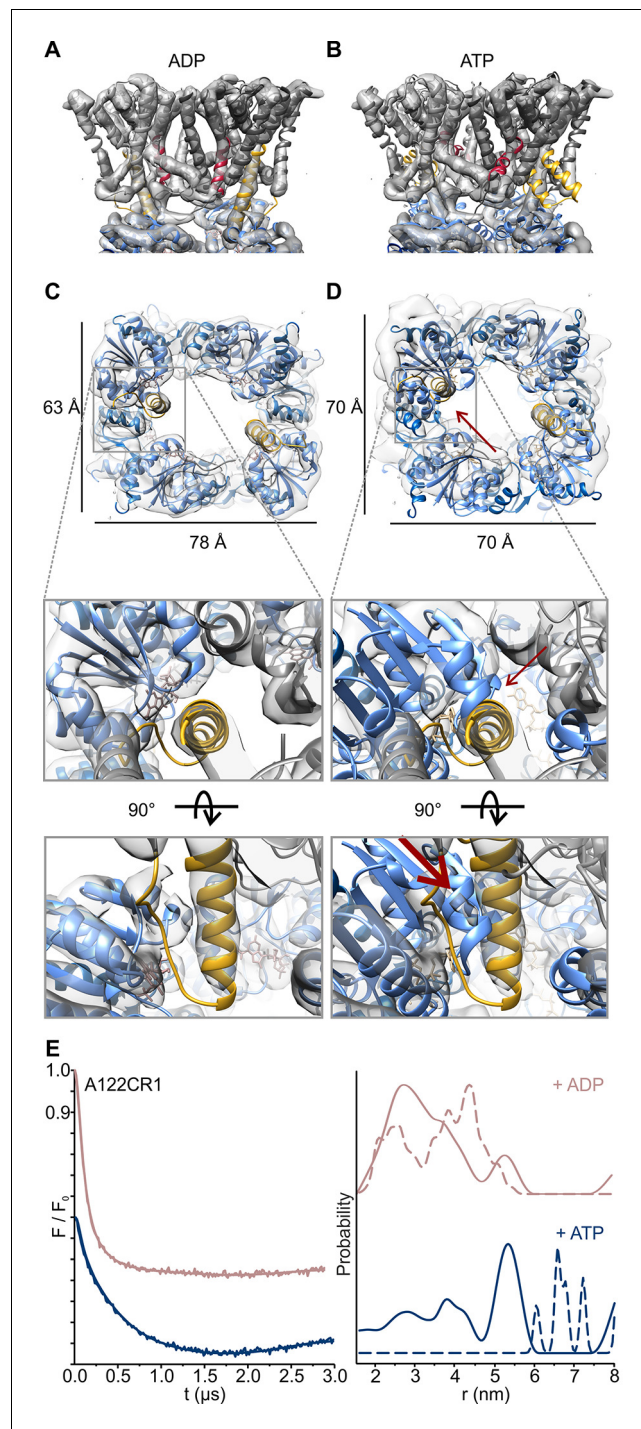 A
ADP
B
ATP
C
63 Å
78 Å
D
70 Å
70 Å
90°
90°
E
1.0
0.9
A122CR1
F / F₀
0.0 0.5 1.0 1.5 2.0 2.5 3.0
t (µs)
+ ADP
Probability
+ ATP
2 3 4 5 6 7 8
r (nm)